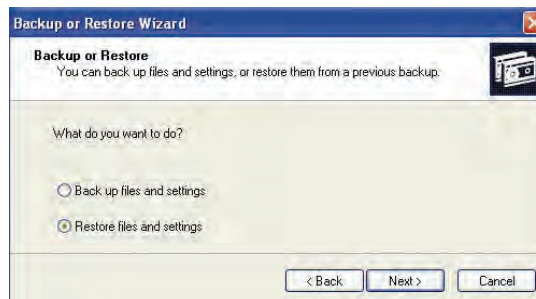 Backup or Restore Wizard
Backup or Restore
You can back up files and settings, or restore them from a previous backup.
What do you want to do?
Back up files and settings
Restore files and settings
< Back Next > Cancel